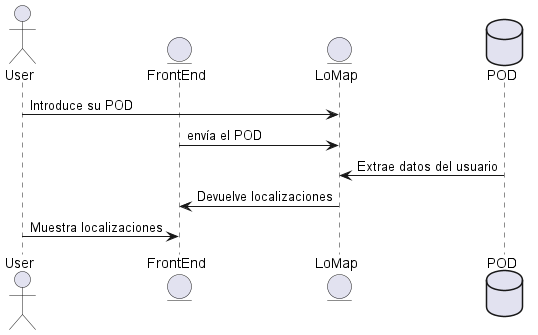 User FrontEnd LoMap POD
Introduce su POD
envía el POD
Extrae datos del usuario
Devuelve localizaciones
Muestra localizaciones
User FrontEnd LoMap POD